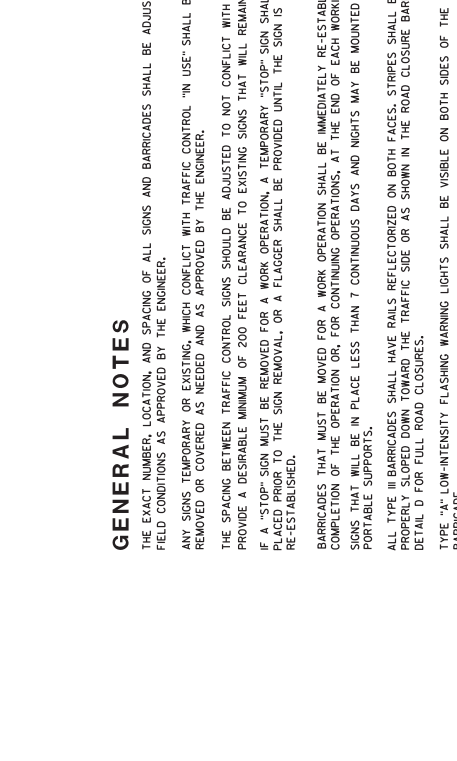 GENERAL NOTES
THE EXACT NUMBER, LOCATION, AND SPACING OF ALL SIGNS AND BARRICADES SHALL BE ADJUS
FIELD CONDITIONS AS APPROVED BY THE ENGINEER.
ANY SIGNS TEMPORARY OR EXISTING, WHICH CONFLICT WITH TRAFFIC CONTROL "IN USE" SHALL B
REMOVED OR COVERED AS NEEDED AND AS APPROVED BY THE ENGINEER.
THE SPACING BETWEEN TRAFFIC CONTROL SIGNS SHOULD BE ADJUSTED TO NOT CONFLICT WITH
PROVIDE A DESIRABLE MINIMUM OF 200 FEET CLEARANCE TO EXISTING SIGNS THAT WILL REMAIN
IF A "STOP" SIGN MUST BE REMOVED FOR A WORK OPERATION, A TEMPORARY "STOP" SIGN SHAL
PLACED PRIOR TO THE SIGN REMOVAL, OR A FLAGGER SHALL BE PROVIDED UNTIL THE SIGN IS
RE-ESTABLISHED.
BARRICADES THAT MUST BE MOVED FOR A WORK OPERATION SHALL BE IMMEDIATELY RE-ESTABL
COMPLETION OF THE OPERATION OR, FOR CONTINUING OPERATIONS, AT THE END OF EACH WORKI
SIGNS THAT WILL BE IN PLACE LESS THAN 7 CONTINUOUS DAYS AND NIGHTS MAY BE MOUNTED
PORTABLE SUPPORTS.
ALL TYPE III BARRICADES SHALL HAVE RAILS REFLECTORIZED ON BOTH FACES. STRIPES SHALL B
PROPERLY SLOPED DOWN TOWARD THE TRAFFIC SIDE OR AS SHOWN IN THE ROAD CLOSURE BAR
DETAIL D FOR FULL ROAD CLOSURES.
TYPE "A" LOW-INTENSITY FLASHING WARNING LIGHTS SHALL BE VISIBLE ON BOTH SIDES OF THE
BARRICADE